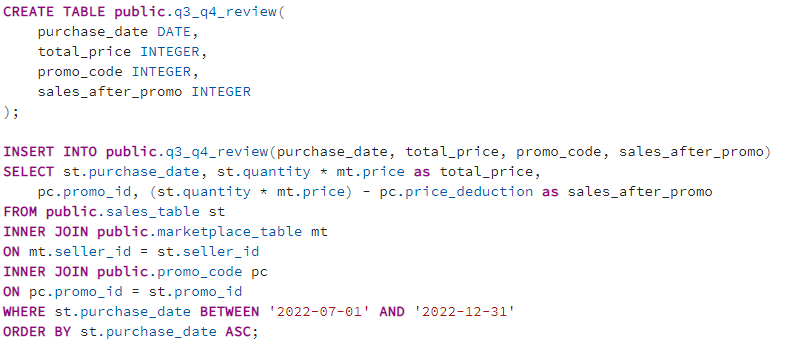 CREATE TABLE public.q3_q4_review(
    purchase_date DATE,
    total_price INTEGER,
    promo_code INTEGER,
    sales_after_promo INTEGER
);

INSERT INTO public.q3_q4_review(purchase_date, total_price, promo_code, sales_after_promo)
SELECT st.purchase_date, st.quantity * mt.price as total_price,
    pc.promo_id, (st.quantity * mt.price) - pc.price_deduction as sales_after_promo
FROM public.sales_table st
INNER JOIN public.marketplace_table mt
ON mt.seller_id = st.seller_id
INNER JOIN public.promo_code pc
ON pc.promo_id = st.promo_id
WHERE st.purchase_date BETWEEN '2022-07-01' AND '2022-12-31'
ORDER BY st.purchase_date ASC;